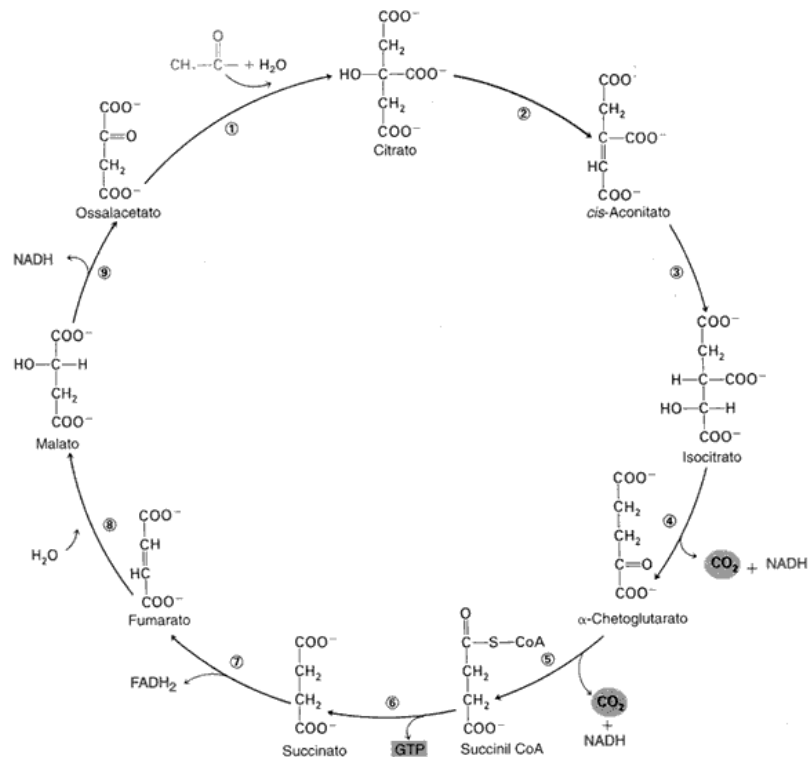 COO⁻
CH₂
HO—C—COO⁻
CH₂
COO⁻
Citrato
O
CH. C— + H₂O
①
②
COO⁻
CH₂
C—COO⁻
HC
COO⁻
cis-Aconitato
③
COO⁻
CH₂
H—C—COO⁻
HO—C—H
COO⁻
Isocitrato
④
CO₂ + NADH
COO⁻
CH₂
CH₂
C=O
COO⁻
α-Chetoglutarato
⑤
CO₂
+
NADH
O
C—S—CoA
CH₂
CH₂
COO⁻
Succinil CoA
⑥
GTP
COO⁻
CH₂
CH₂
COO⁻
Succinato
⑦
FADH₂
COO⁻
CH
HC
COO⁻
Fumarato
⑧
H₂O
COO⁻
HO—C—H
CH₂
COO⁻
Malato
⑨
NADH
COO⁻
C=O
CH₂
COO⁻
Ossalacetato